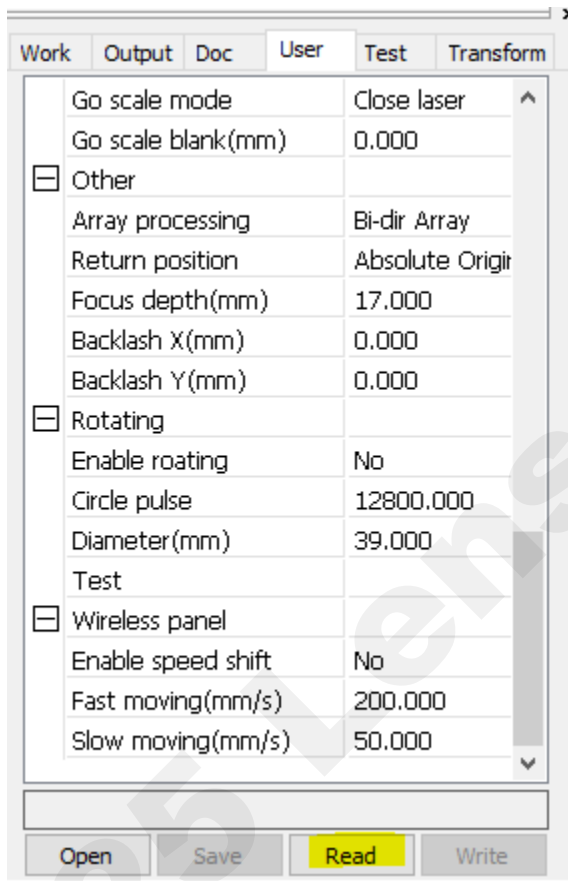 Work Output Doc User Test Transform
Go scale mode Close laser
Go scale blank(mm) 0.000
Other
Array processing Bi-dir Array
Return position Absolute Origin
Focus depth(mm) 17.000
Backlash X(mm) 0.000
Backlash Y(mm) 0.000
Rotating
Enable roating No
Circle pulse 12800.000
Diameter(mm) 39.000
Test
Wireless panel
Enable speed shift No
Fast moving(mm/s) 200.000
Slow moving(mm/s) 50.000
Open Save Read Write
25 Lens